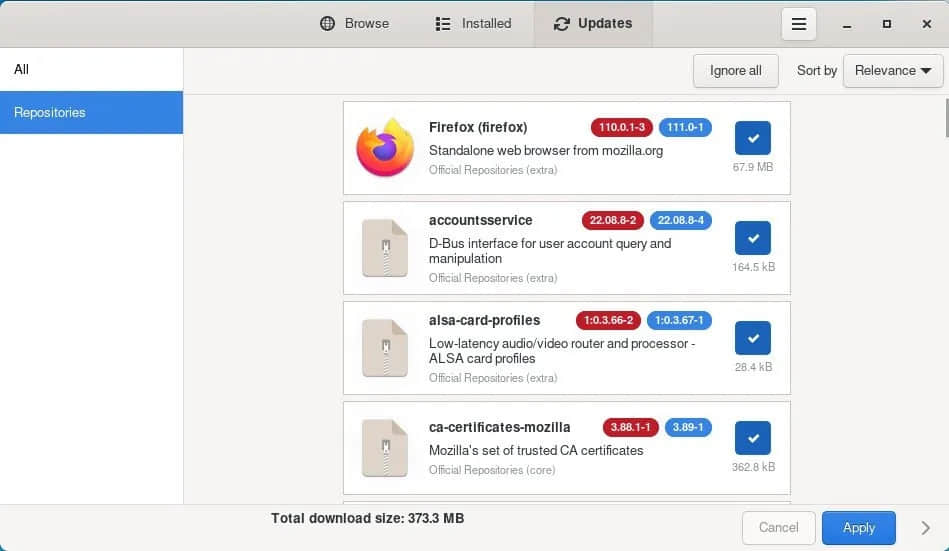 Browse Installed Updates
All
Repositories
Ignore all Sort by Relevance
Firefox (firefox) 110.0.1-3 111.0-1
Standalone web browser from mozilla.org
Official Repositories (extra)
67.9 MB
accountsservice 22.08.8-2 22.08.8-4
D-Bus interface for user account query and
manipulation
Official Repositories (extra)
164.5 kB
alsa-card-profiles 1:0.3.66-2 1:0.3.67-1
Low-latency audio/video router and processor -
ALSA card profiles
Official Repositories (extra)
28.4 kB
ca-certificates-mozilla 3.88.1-1 3.89-1
Mozilla's set of trusted CA certificates
Official Repositories (core)
362.8 kB
Total download size: 373.3 MB
Cancel Apply